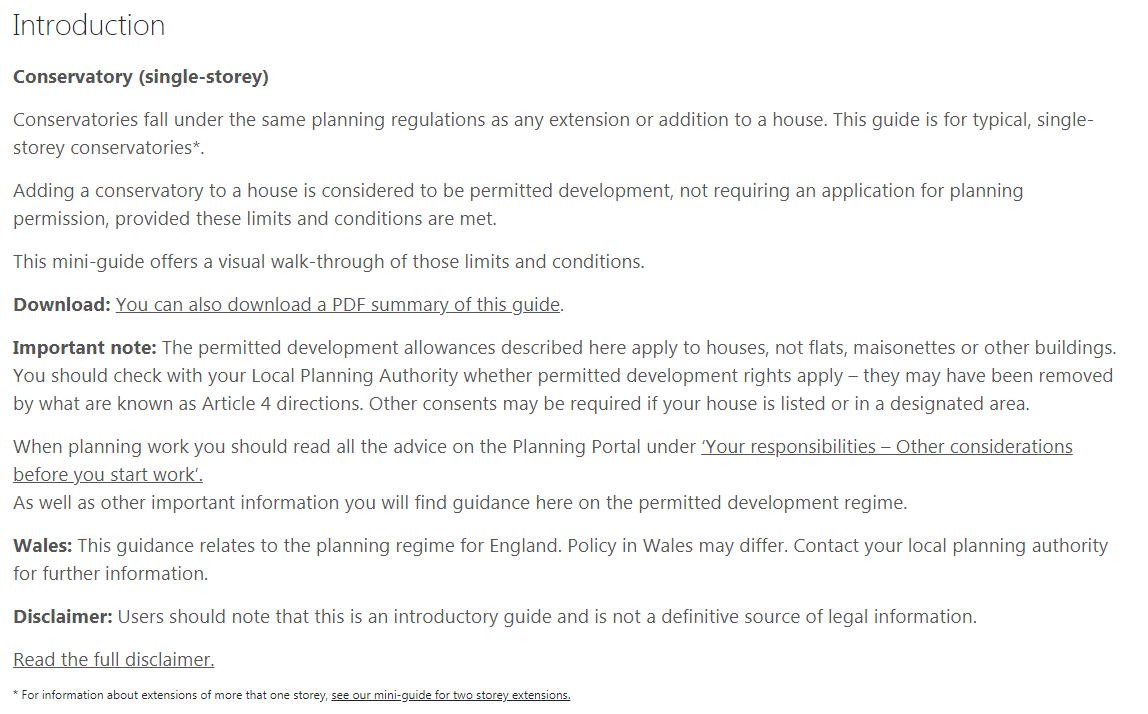 Introduction
Conservatory (single-storey)
Conservatories fall under the same planning regulations as any extension or addition to a house. This guide is for typical, single-
storey conservatories*.
Adding a conservatory to a house is considered to be permitted development, not requiring an application for planning
permission, provided these limits and conditions are met.
This mini-guide offers a visual walk-through of those limits and conditions.
Download: You can also download a PDF summary of this guide.
Important note: The permitted development allowances described here apply to houses, not flats, maisonettes or other buildings.
You should check with your Local Planning Authority whether permitted development rights apply – they may have been removed
by what are known as Article 4 directions. Other consents may be required if your house is listed or in a designated area.
When planning work you should read all the advice on the Planning Portal under ‘Your responsibilities – Other considerations
before you start work’.
As well as other important information you will find guidance here on the permitted development regime.
Wales: This guidance relates to the planning regime for England. Policy in Wales may differ. Contact your local planning authority
for further information.
Disclaimer: Users should note that this is an introductory guide and is not a definitive source of legal information.
Read the full disclaimer.
* For information about extensions of more that one storey, see our mini-guide for two storey extensions.